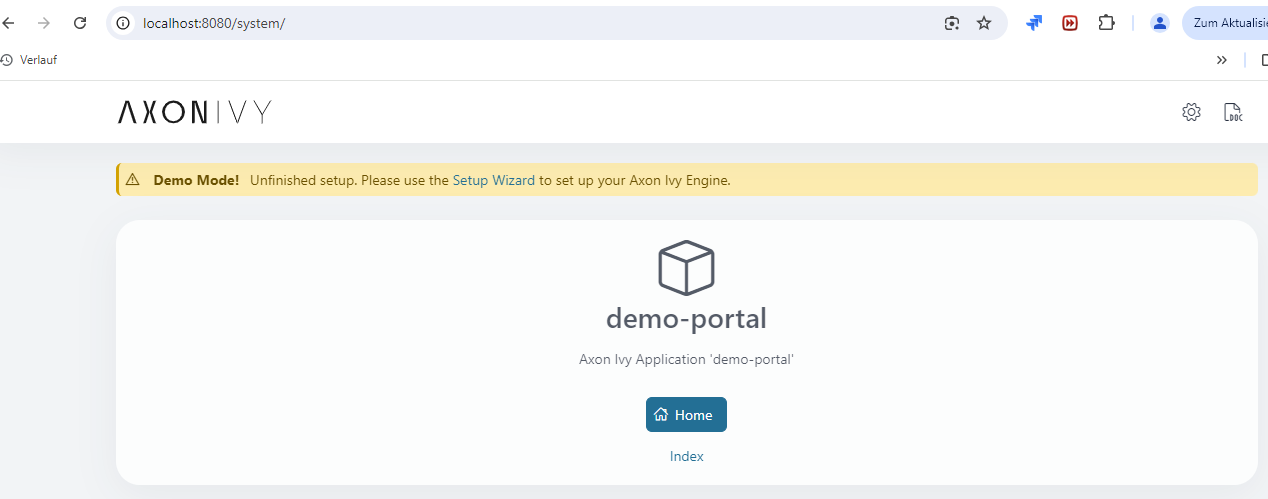 localhost:8080/system/
Zum Aktualisie
Verlauf
AXONIVY
DOC
Demo Mode! Unfinished setup. Please use the Setup Wizard to set up your Axon Ivy Engine.
demo-portal
Axon Ivy Application 'demo-portal'
Home
Index